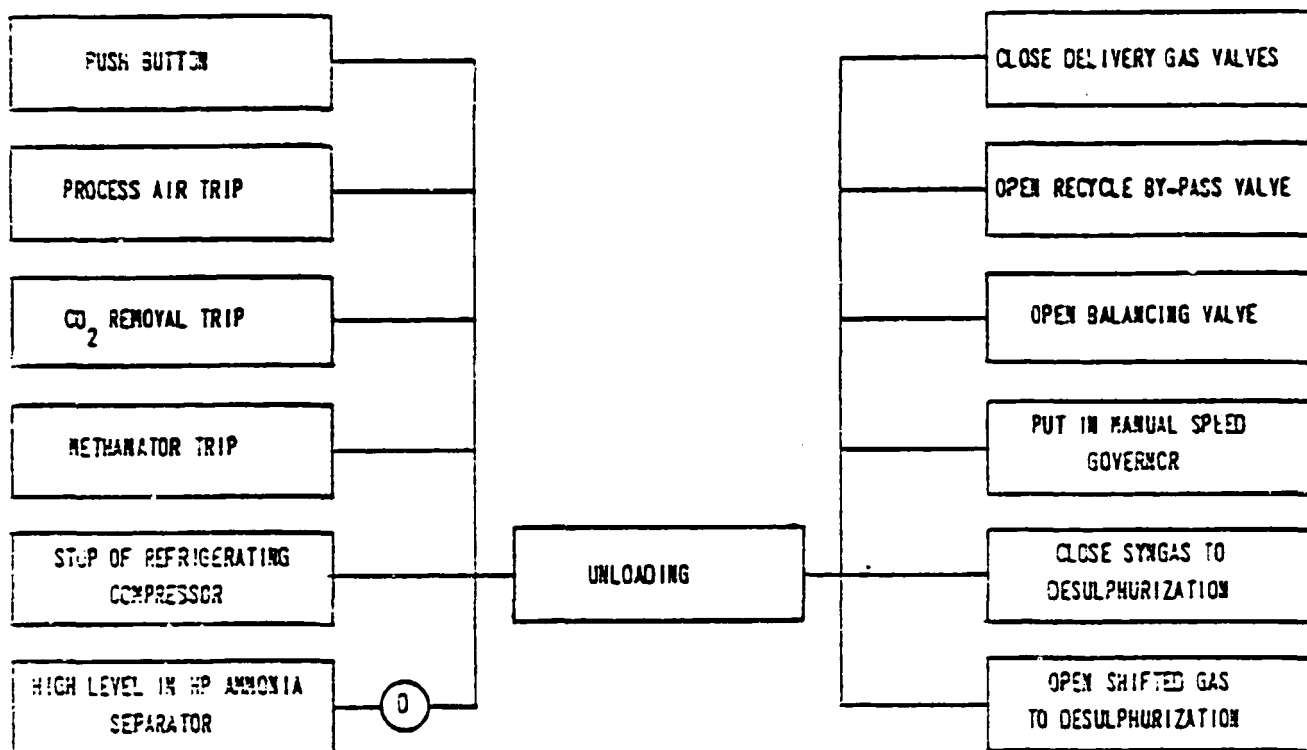 PUSH BUTTON
PROCESS AIR TRIP
CO2 REMOVAL TRIP
METHANATOR TRIP
STOP OF REFRIGERATING
COMPRESSOR
HIGH LEVEL IN HP AMMONIA
SEPARATOR
D
UNLOADING
CLOSE DELIVERY GAS VALVES
OPEN RECYCLE BY-PASS VALVE
OPEN BALANCING VALVE
PUT IN MANUAL SPEED
GOVERNOR
CLOSE SYNGAS TO
DESULPHURIZATION
OPEN SHIFTED GAS
TO DESULPHURIZATION